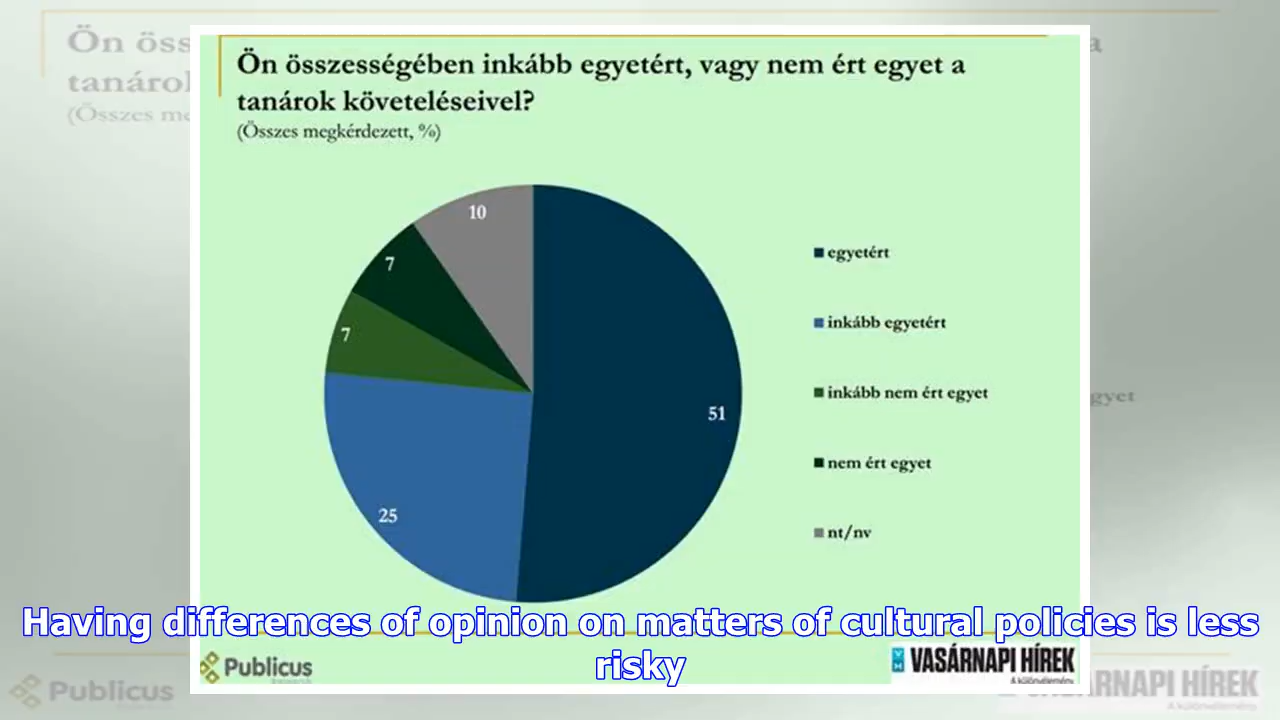 Ön összességében inkább egyetért, vagy nem ért egyet a
tanárok követeléseivel?
(Összes megkérdezett, %)
10
7
7
25
51
egyetért
inkább egyetért
inkább nem ért egyet
nem ért egyet
nt/nv
Having differences of opinion on matters of cultural policies is less
risky
Publicus
VASÁRNAPI HÍREK
A különvélemény